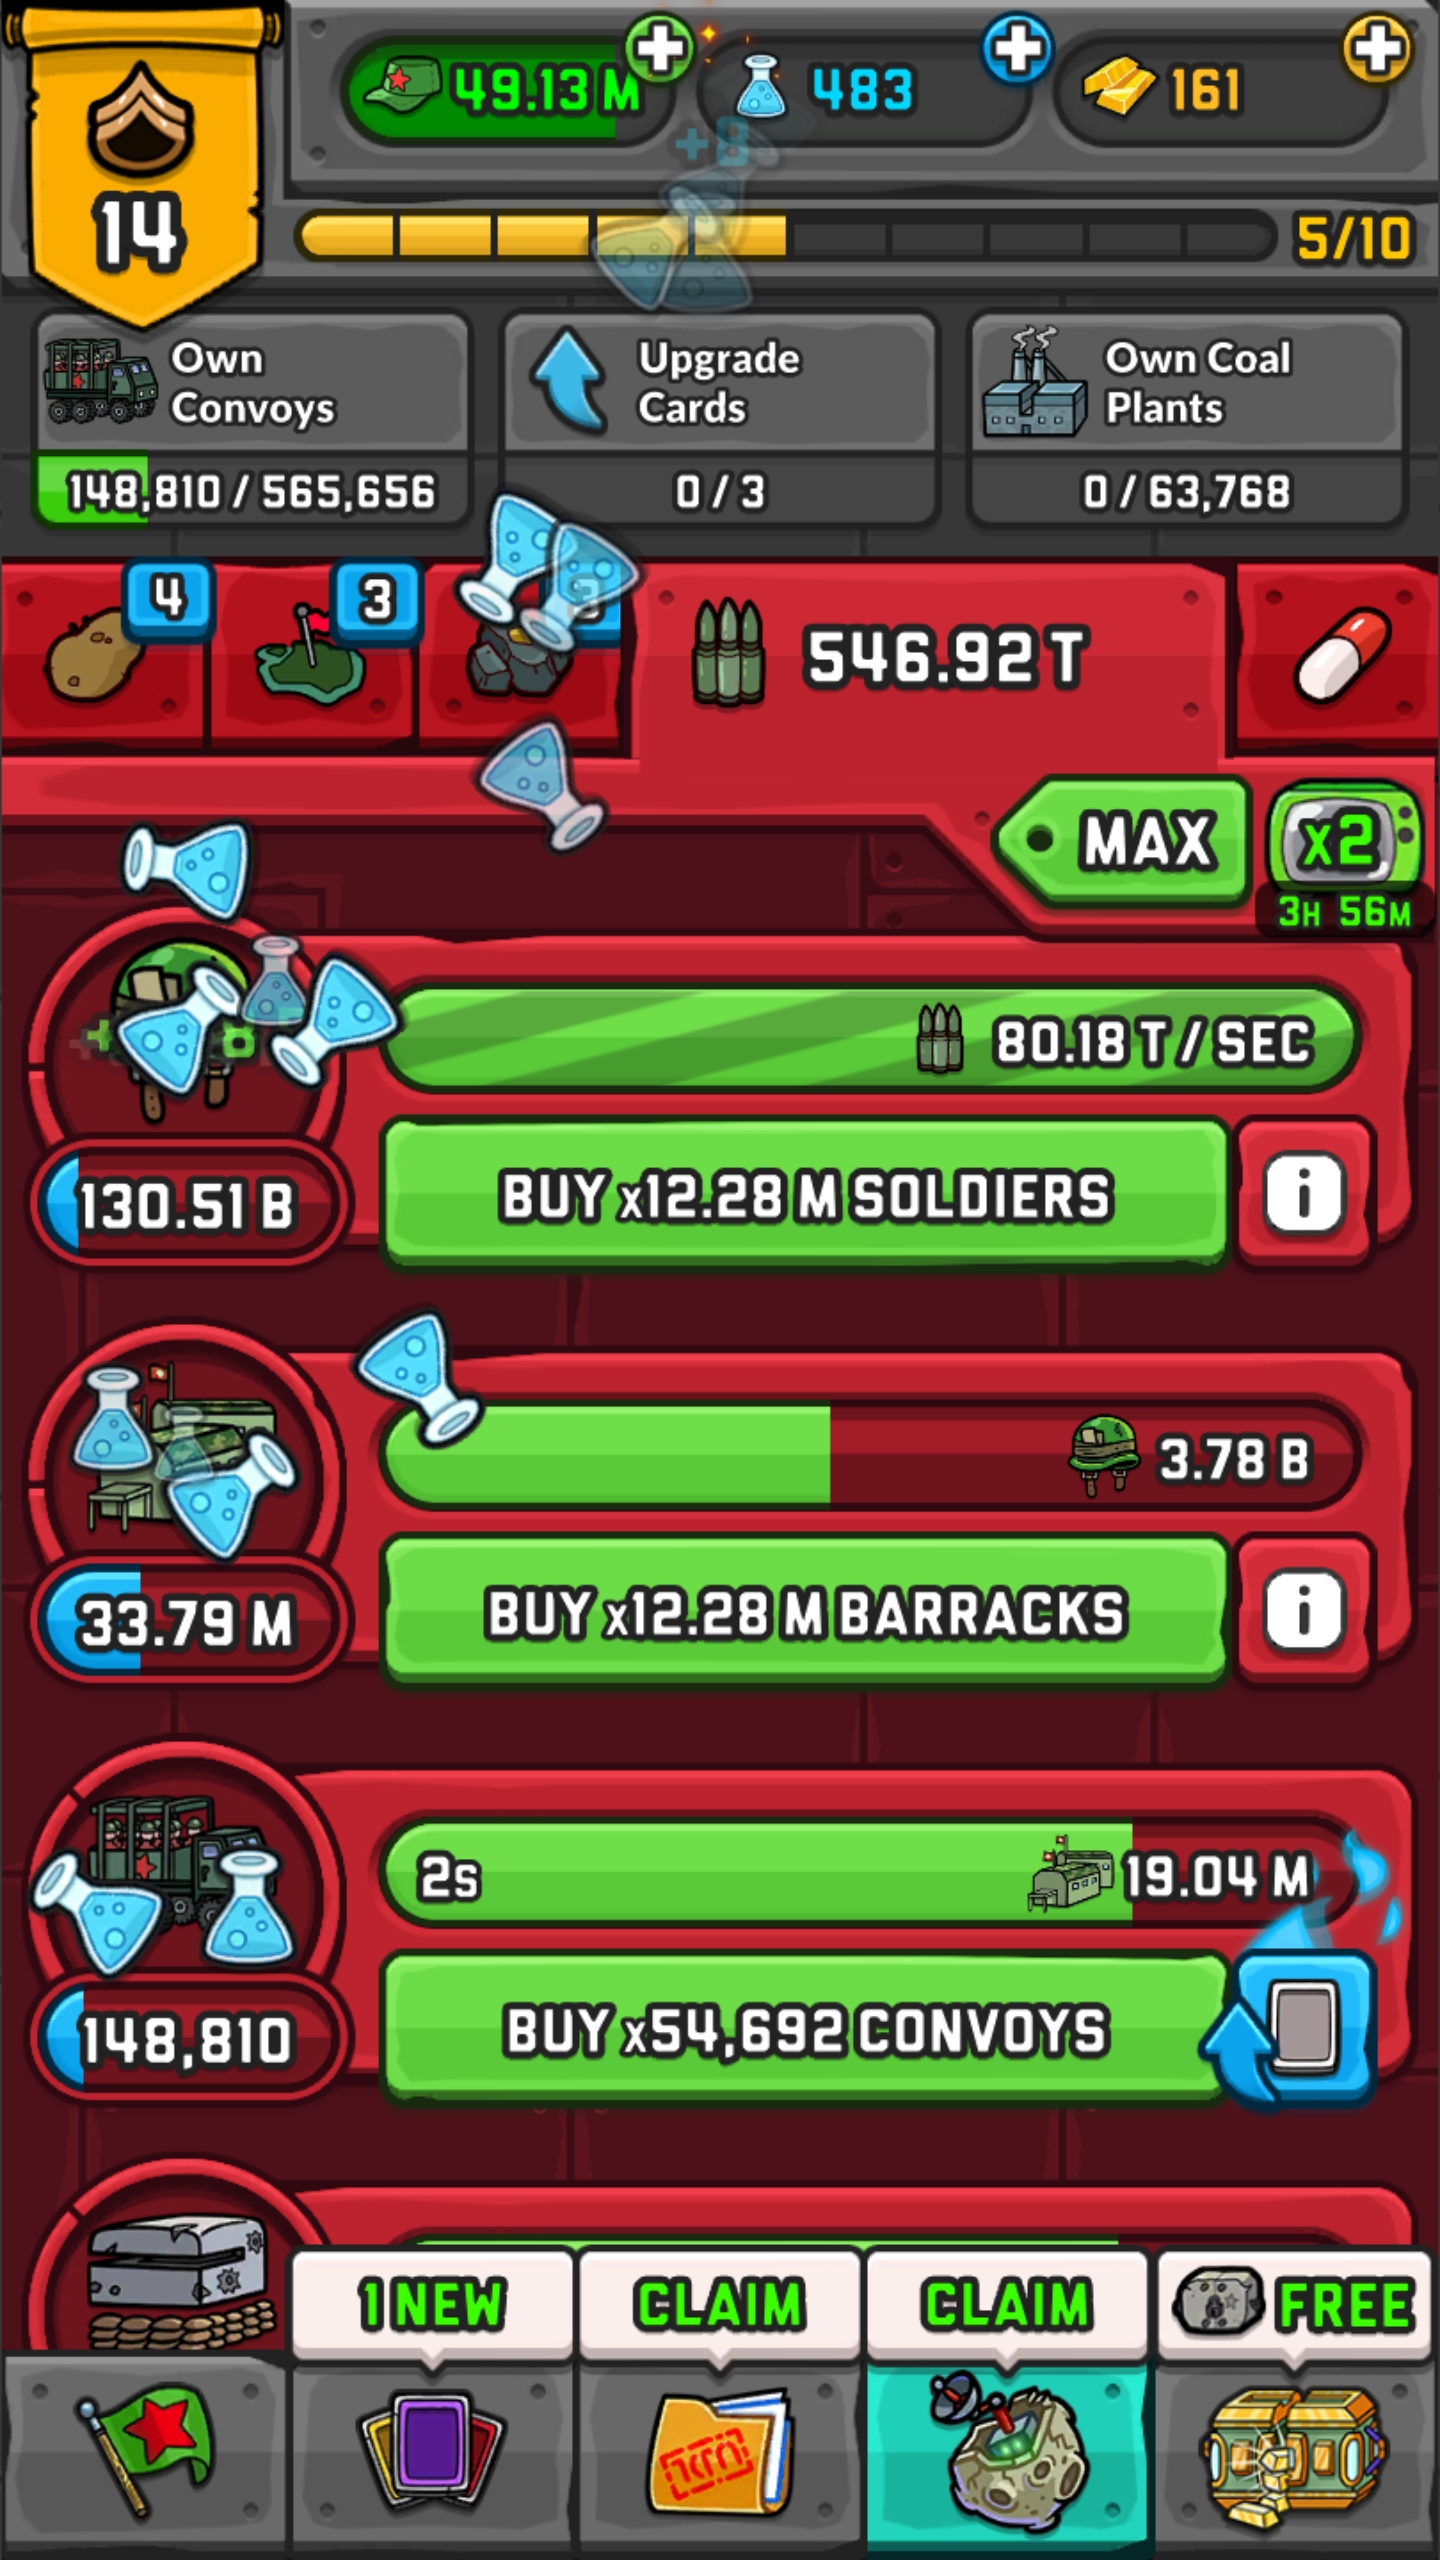 49.13 M
483
161
+8
14
5/10
Own
Convoys
148,810 / 565,656
Upgrade
Cards
0 / 3
Own Coal
Plants
0 / 63,768
4
3
3
546.92 T
MAX
x2
3H 56M
80.18 T / SEC
130.51 B
BUY x12.28 M SOLDIERS
i
3.78 B
33.79 M
BUY x12.28 M BARRACKS
i
2s
19.04 M
148,810
BUY x54,692 CONVOYS
1 NEW
CLAIM
CLAIM
FREE